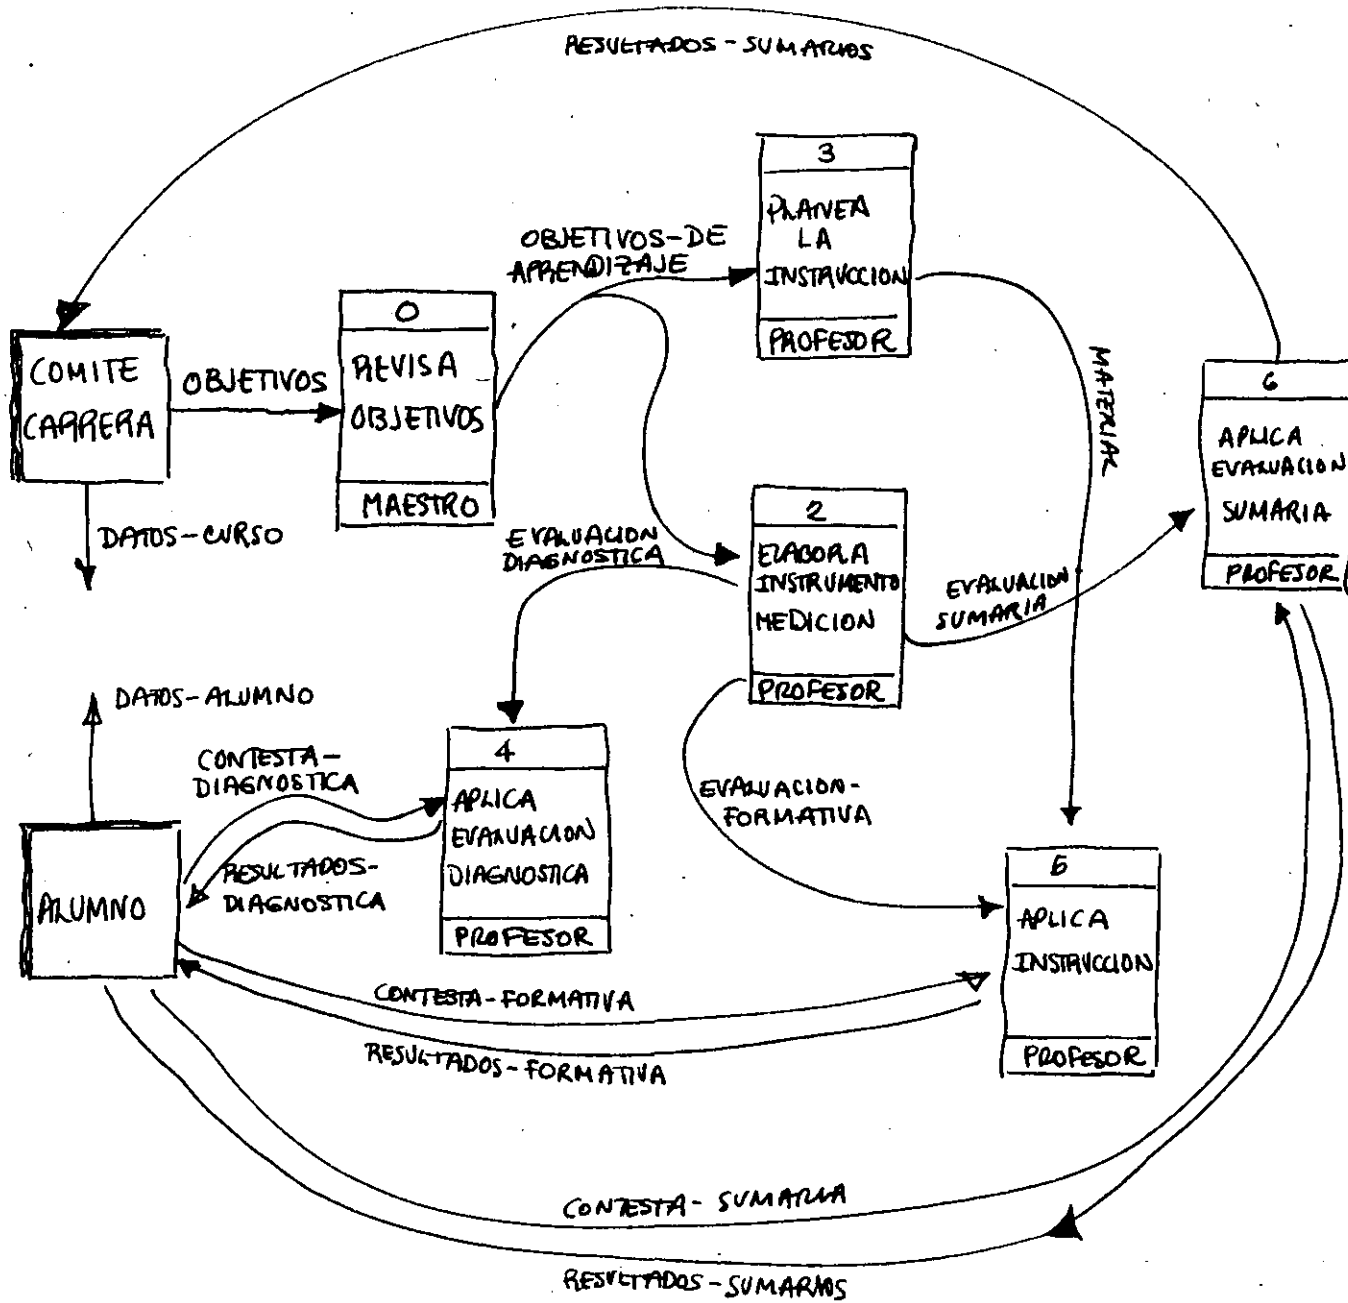 RESULTADOS-SUMARIOS
3
PLANEA
LA
INSTRUCCION
PROFESOR
OBJETIVOS-DE
APRENDIZAJE
0
REVISA
OBJETIVOS
MAESTRO
COMITE
CARRERA
OBJETIVOS
DATOS-CURSO
MATERIAL
6
APLICA
EVALUACION
SUMARIA
PROFESOR
EVALUACION
DIAGNOSTICA
2
ELABORA
INSTRUMENTO
MEDICION
PROFESOR
EVALUACION
SUMARIA
DATOS-ALUMNO
CONTESTA-
DIAGNOSTICA
4
APLICA
EVALUACION
DIAGNOSTICA
PROFESOR
EVALUACION-
FORMATIVA
ALUMNO
RESULTADOS-
DIAGNOSTICA
5
APLICA
INSTRUCCION
PROFESOR
CONTESTA-FORMATIVA
RESULTADOS-FORMATIVA
CONTESTA-SUMARIA
RESULTADOS-SUMARIOS